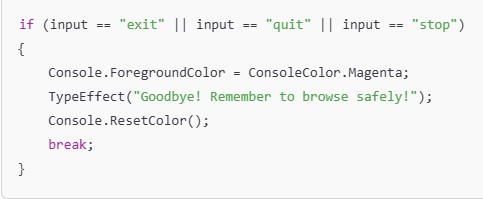 if (input == "exit" || input == "quit" || input == "stop")
{
    Console.ForegroundColor = ConsoleColor.Magenta;
    TypeEffect("Goodbye! Remember to browse safely!");
    Console.ResetColor();
    break;
}